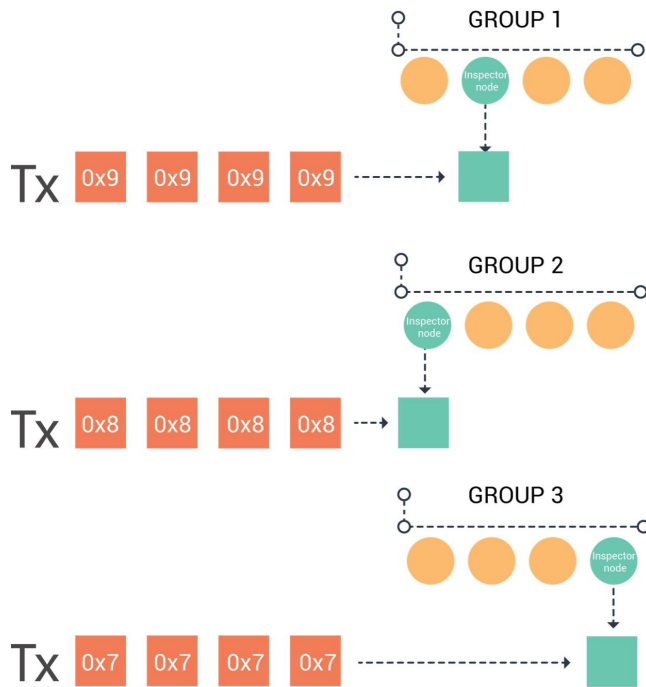 GROUP 1
Inspector
node
Tx 0x9 0x9 0x9 0x9
GROUP 2
Inspector
node
Tx 0x8 0x8 0x8 0x8
GROUP 3
Inspector
node
Tx 0x7 0x7 0x7 0x7